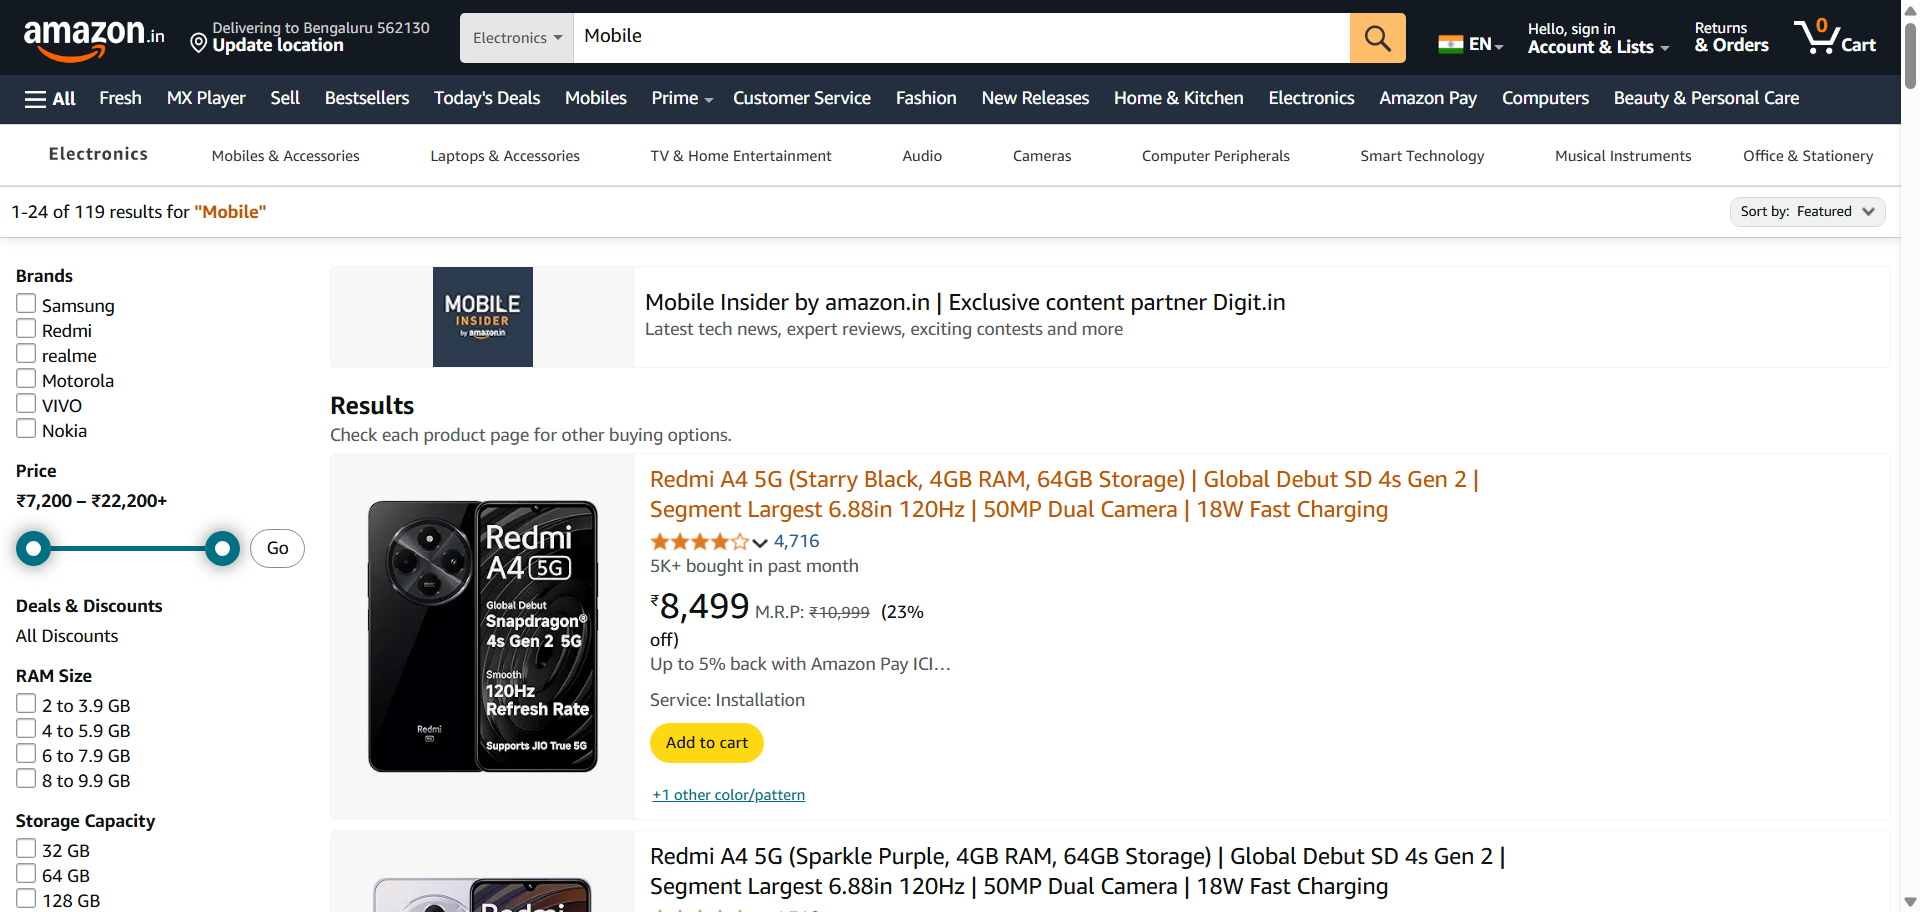 amazon.in
Delivering to Bengaluru 562130
Update location
Electronics
Mobile
EN
Hello, sign in
Account & Lists
Returns
& Orders
0
Cart
All
Fresh
MX Player
Sell
Bestsellers
Today's Deals
Mobiles
Prime
Customer Service
Fashion
New Releases
Home & Kitchen
Electronics
Amazon Pay
Computers
Beauty & Personal Care
Electronics
Mobiles & Accessories
Laptops & Accessories
TV & Home Entertainment
Audio
Cameras
Computer Peripherals
Smart Technology
Musical Instruments
Office & Stationery
1-24 of 119 results for "Mobile"
Sort by: Featured
Brands
Samsung
Redmi
realme
Motorola
VIVO
Nokia
Price
₹7,200 – ₹22,200+
Go
Deals & Discounts
All Discounts
RAM Size
2 to 3.9 GB
4 to 5.9 GB
6 to 7.9 GB
8 to 9.9 GB
Storage Capacity
32 GB
64 GB
128 GB
MOBILE
INSIDER
by amazon.in
Mobile Insider by amazon.in | Exclusive content partner Digit.in
Latest tech news, expert reviews, exciting contests and more
Results
Check each product page for other buying options.
Redmi
A4 5G
Global Debut
Snapdragon®
4s Gen 2 5G
Smooth
120Hz
Refresh Rate
Supports JIO True 5G
Redmi
5G
Redmi A4 5G (Starry Black, 4GB RAM, 64GB Storage) | Global Debut SD 4s Gen 2 |
Segment Largest 6.88in 120Hz | 50MP Dual Camera | 18W Fast Charging
4,716
5K+ bought in past month
₹8,499 M.R.P: ₹10,999 (23%
off)
Up to 5% back with Amazon Pay ICI…
Service: Installation
Add to cart
+1 other color/pattern
Redmi
Redmi A4 5G (Sparkle Purple, 4GB RAM, 64GB Storage) | Global Debut SD 4s Gen 2 |
Segment Largest 6.88in 120Hz | 50MP Dual Camera | 18W Fast Charging